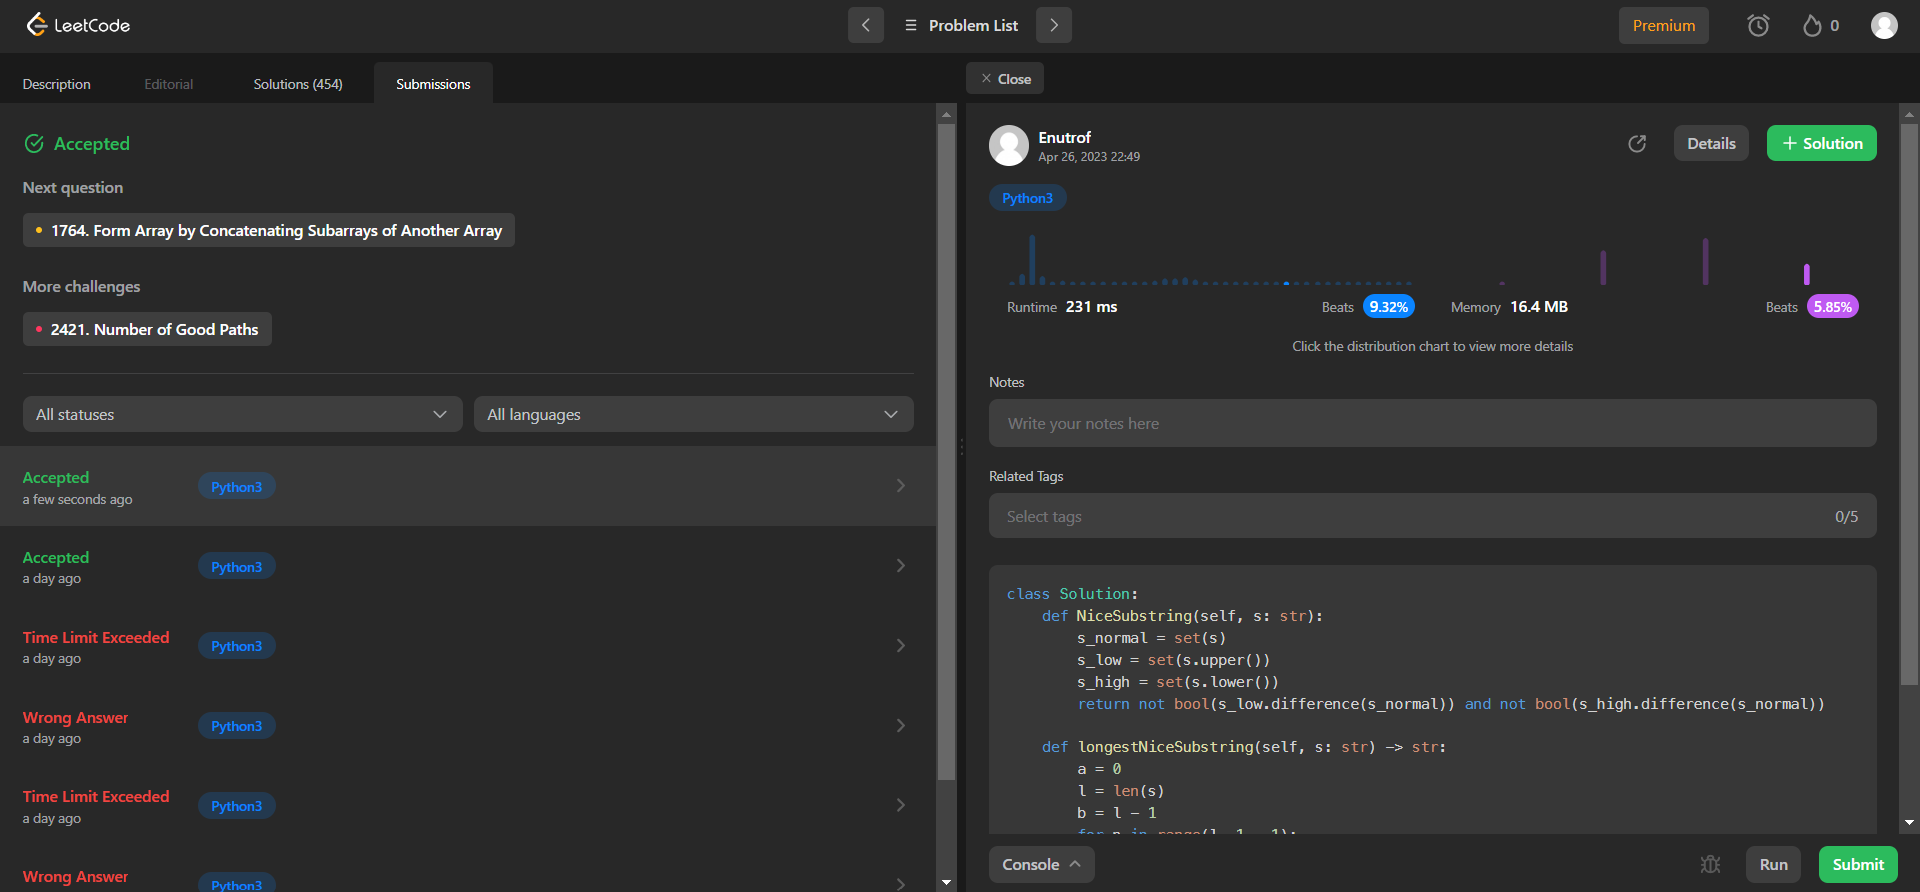 LeetCode
Problem List
Premium
0
Description
Editorial
Solutions (454)
Submissions
Close
Accepted
Next question
1764. Form Array by Concatenating Subarrays of Another Array
More challenges
2421. Number of Good Paths
All statuses
All languages
Accepted
a few seconds ago
Python3
Accepted
a day ago
Python3
Time Limit Exceeded
a day ago
Python3
Wrong Answer
a day ago
Python3
Time Limit Exceeded
a day ago
Python3
Wrong Answer
Python3
Enutrof
Apr 26, 2023 22:49
Details
+ Solution
Python3
Runtime 231 ms
Beats 9.32%
Memory 16.4 MB
Beats 5.85%
Click the distribution chart to view more details
Notes
Write your notes here
Related Tags
Select tags
0/5
class Solution:
    def NiceSubstring(self, s: str):
        s_normal = set(s)
        s_low = set(s.upper())
        s_high = set(s.lower())
        return not bool(s_low.difference(s_normal)) and not bool(s_high.difference(s_normal))
    def longestNiceSubstring(self, s: str) -> str:
        a = 0
        l = len(s)
        b = l - 1
Console
Run
Submit